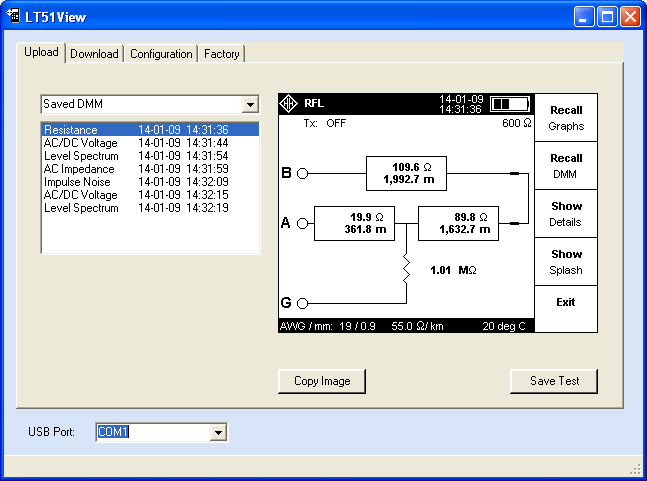 LT51View
Upload Download Configuration Factory
Saved DMM
Resistance 14-01-09 14:31:36
AC/DC Voltage 14-01-09 14:31:44
Level Spectrum 14-01-09 14:31:54
AC Impedance 14-01-09 14:31:59
Impulse Noise 14-01-09 14:32:09
AC/DC Voltage 14-01-09 14:32:15
Level Spectrum 14-01-09 14:32:19
RFL 14-01-09
14:31:36
Tx: OFF 600 Ω
B 109.6 Ω
1,992.7 m
A 19.9 Ω 89.8 Ω
361.8 m 1,632.7 m
1.01 MΩ
G
AWG / mm: 19 / 0.9 55.0 Ω/ km 20 deg C
Recall
Graphs
Recall
DMM
Show
Details
Show
Splash
Exit
Copy Image Save Test
USB Port: COM1